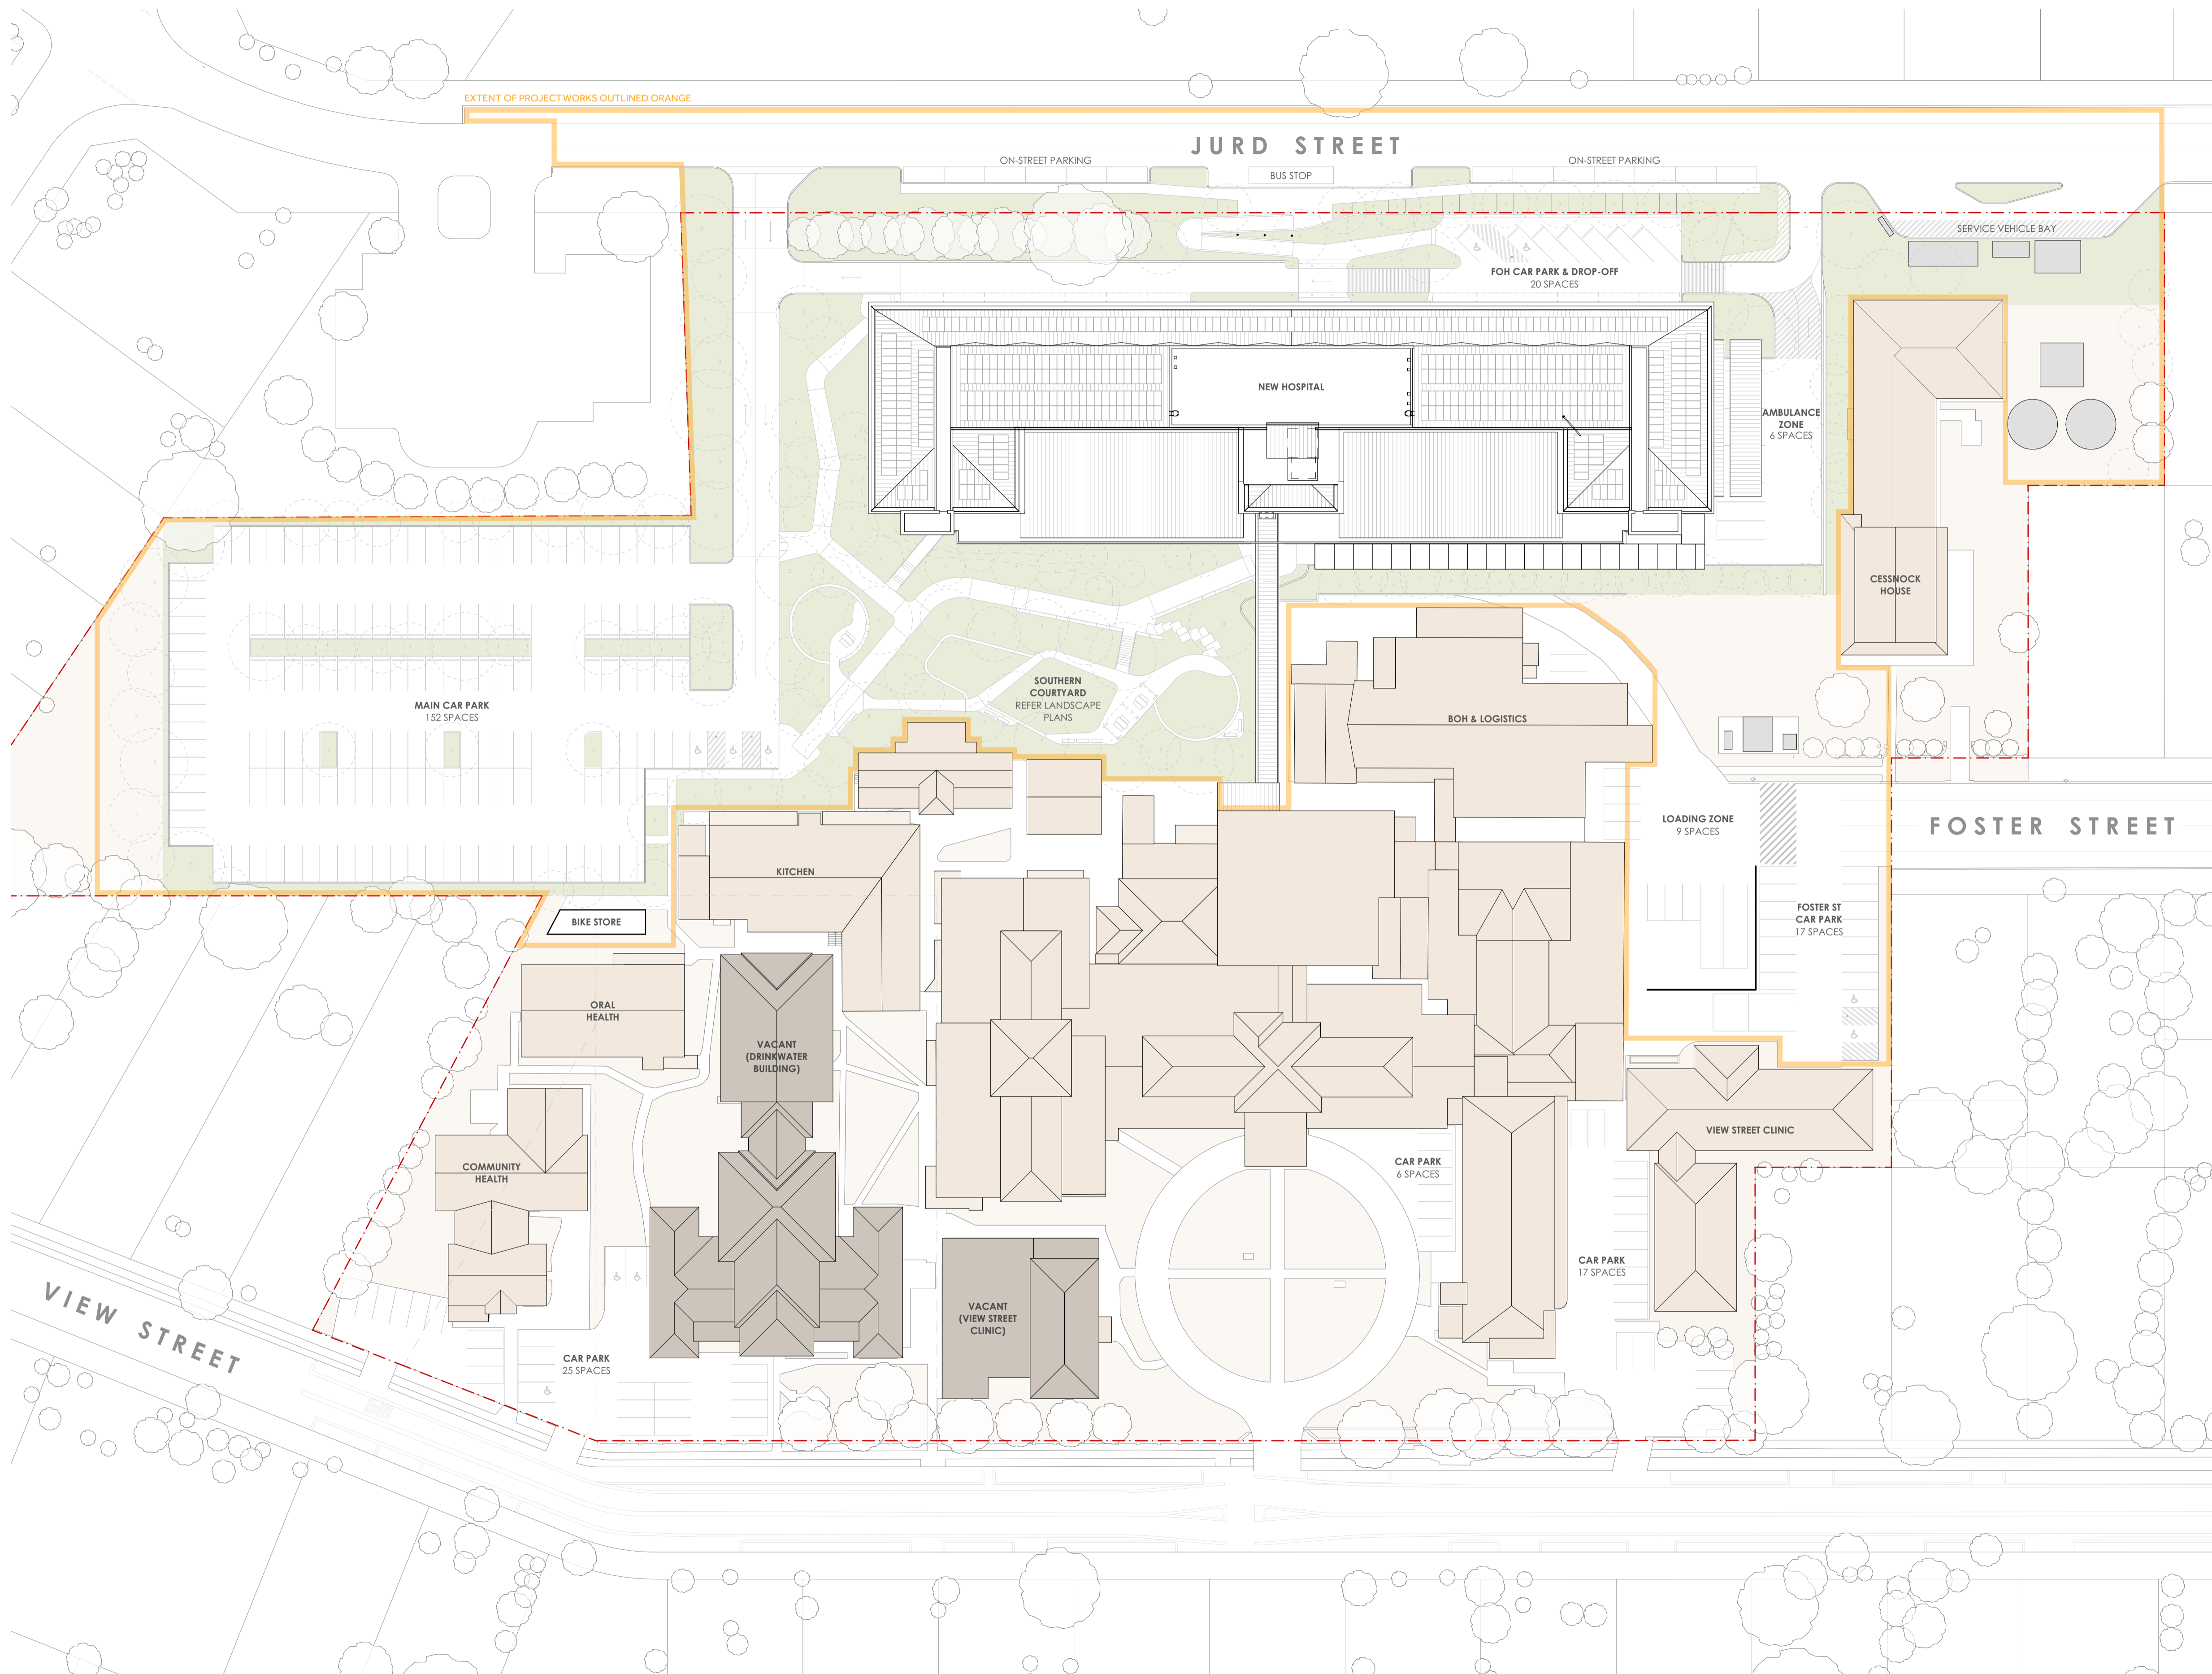 EXTENT OF PROJECT WORKS OUTLINED ORANGE
JURD STREET
ON-STREET PARKING
BUS STOP
ON-STREET PARKING
SERVICE VEHICLE BAY
FOH CAR PARK & DROP-OFF
20 SPACES
NEW HOSPITAL
AMBULANCE
ZONE
6 SPACES
CESSNOCK
HOUSE
SOUTHERN
COURTYARD
REFER LANDSCAPE
PLANS
MAIN CAR PARK
152 SPACES
BOH & LOGISTICS
LOADING ZONE
9 SPACES
FOSTER STREET
KITCHEN
BIKE STORE
FOSTER ST
CAR PARK
17 SPACES
ORAL
HEALTH
VACANT
(DRINKWATER
BUILDING)
VIEW STREET CLINIC
COMMUNITY
HEALTH
CAR PARK
6 SPACES
CAR PARK
17 SPACES
VACANT
(VIEW STREET
CLINIC)
VIEW STREET
CAR PARK
25 SPACES